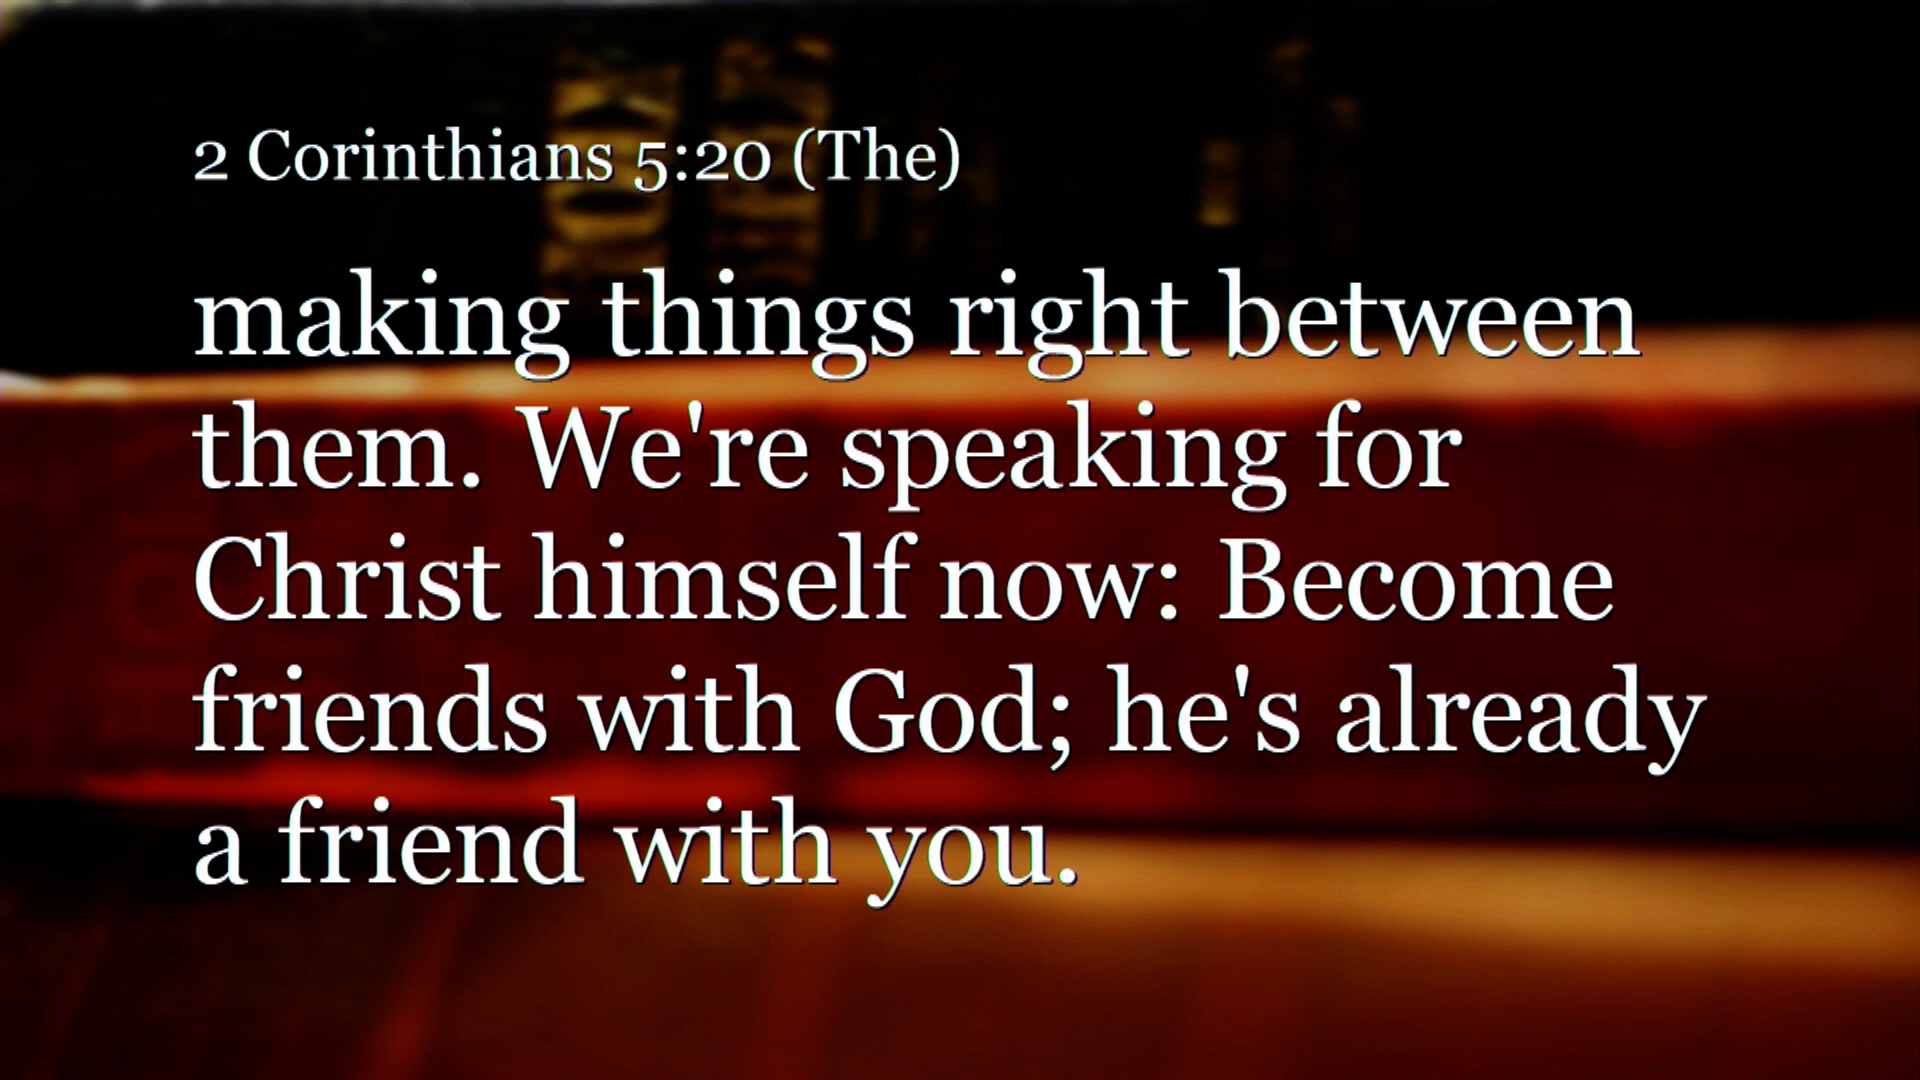 2 Corinthians 5:20 (The)
making things right between
them. We're speaking for
Christ himself now: Become
friends with God; he's already
a friend with you.